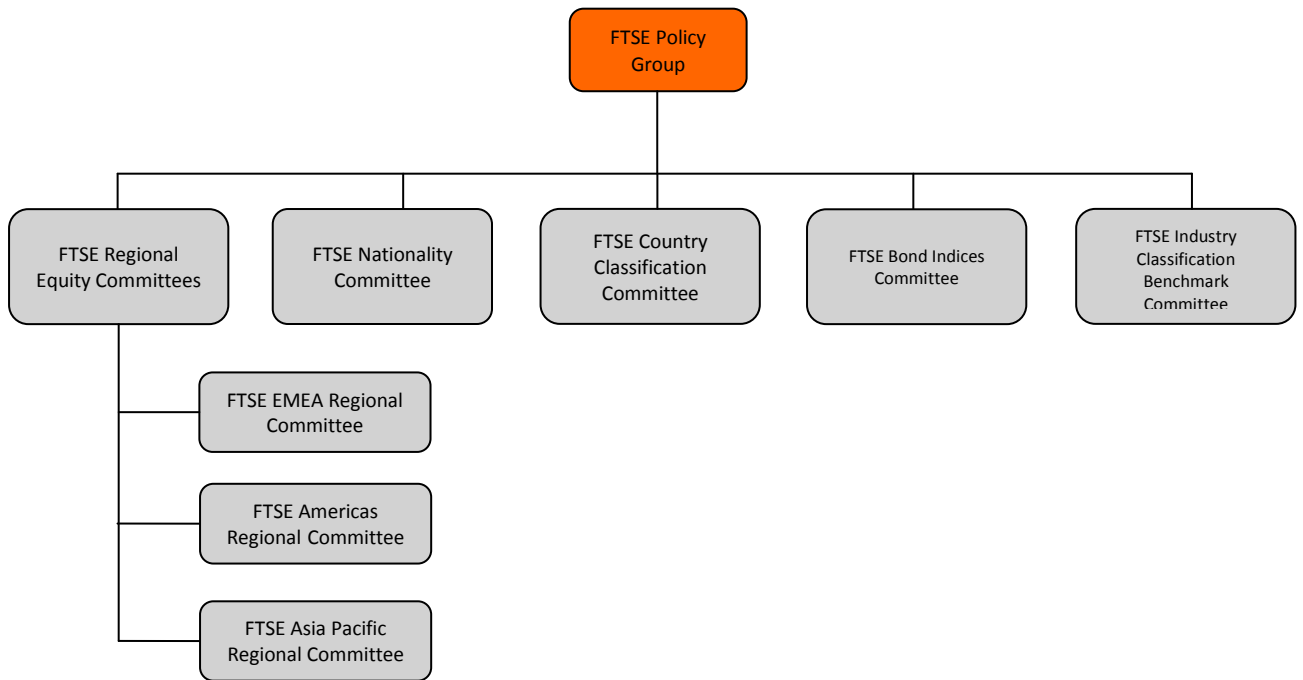 FTSE Policy
Group
FTSE Regional
Equity Committees
FTSE Nationality
Committee
FTSE Country
Classification
Committee
FTSE Bond Indices
Committee
FTSE Industry
Classification
Benchmark
Committee
FTSE EMEA Regional
Committee
FTSE Americas
Regional Committee
FTSE Asia Pacific
Regional Committee